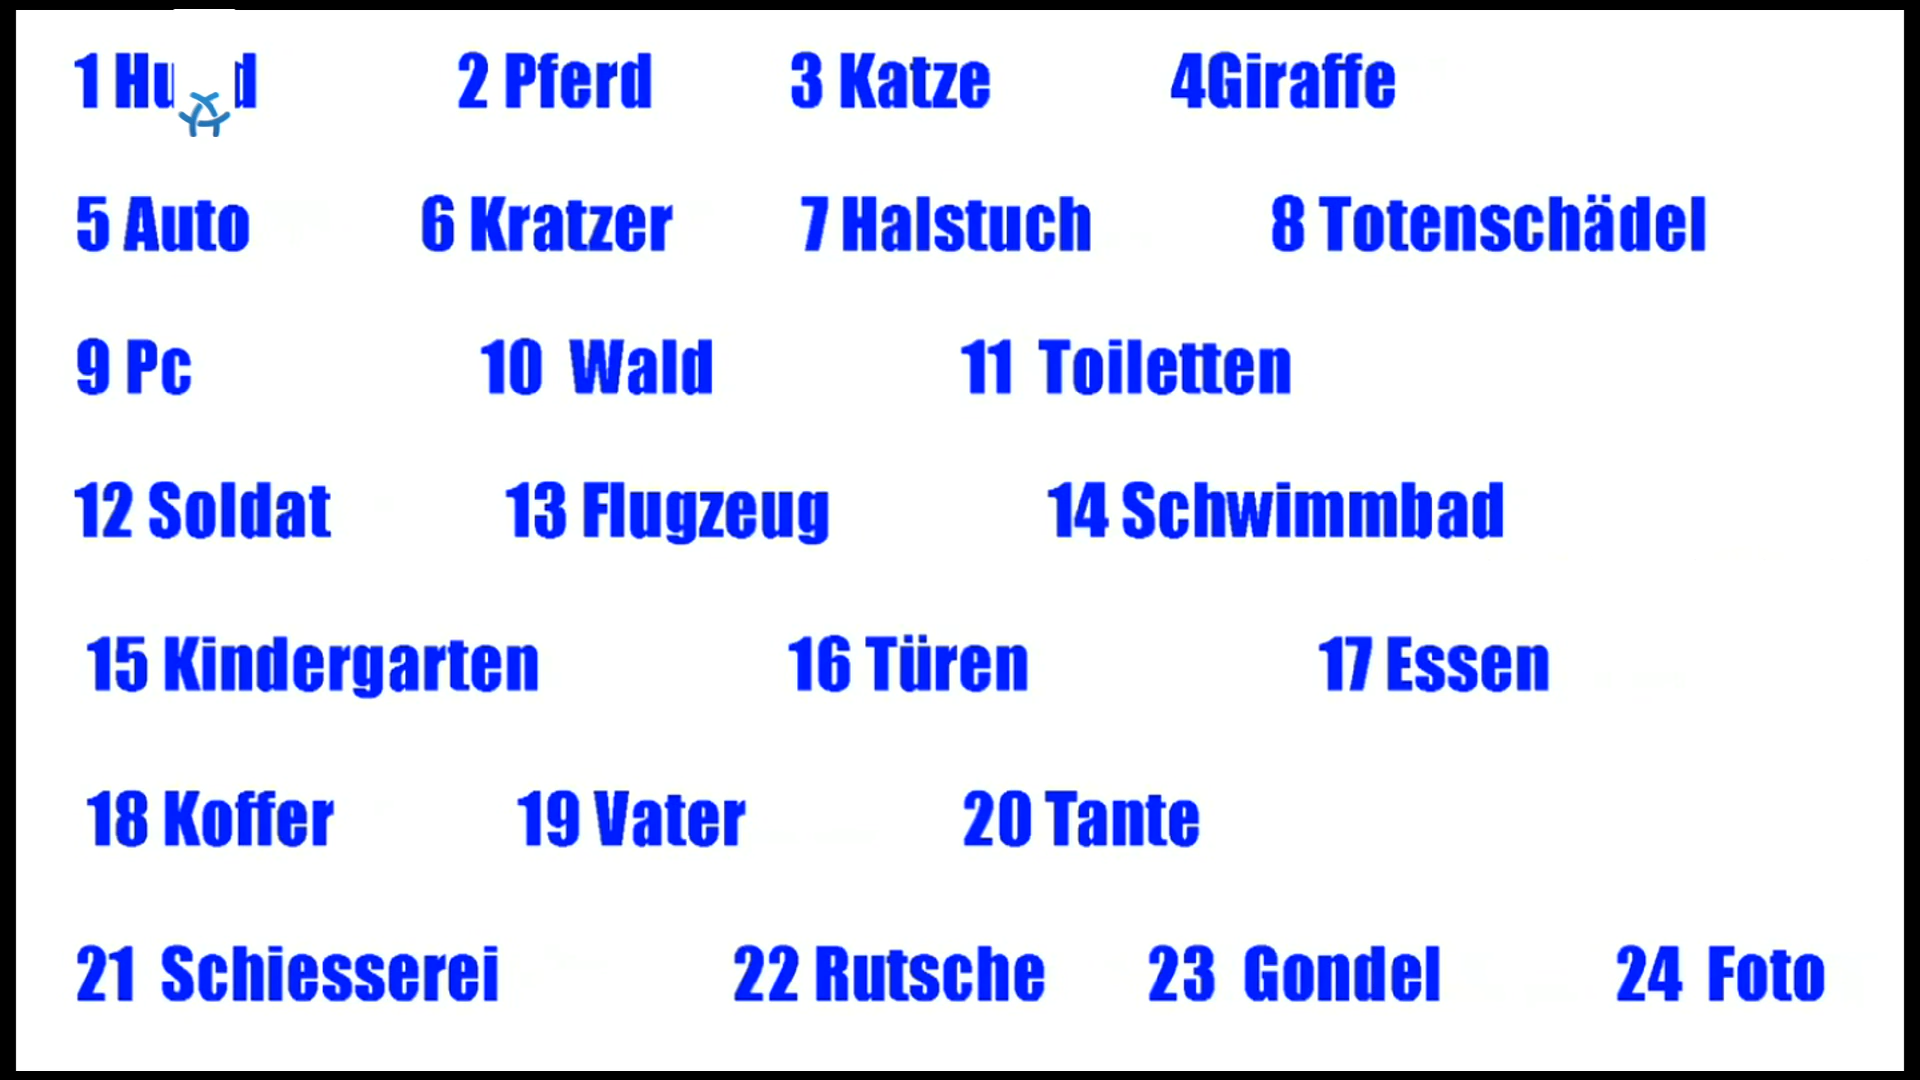 1 2 Pferd 3 Katze 4Giraffe
5 Auto 6 Kratzer 7 Halstuch 8 Totenschädel
9 Pc 10 Wald 11 Toiletten
12 Soldat 13 Flugzeug 14 Schwimmbad
15 Kindergarten 16 Türen 17 Essen
18 Koffer 19 Vater 20 Tante
21 Schiesserei 22 Rutsche 23 Gondel 24 Foto